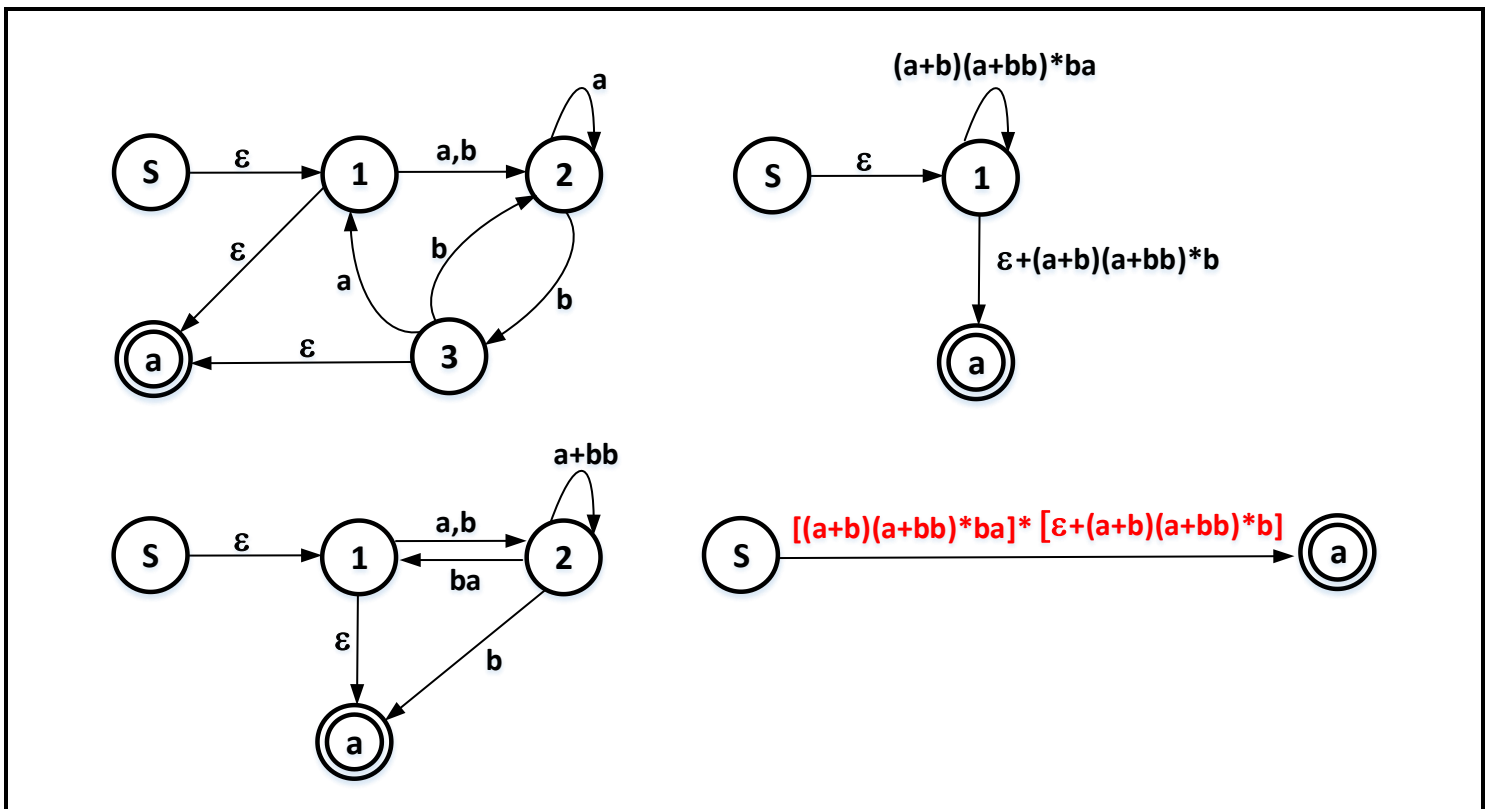 a
S
ε
1
a,b
2
ε
b
a
b
a
ε
3
(a+b)(a+bb)*ba
S
ε
1
ε+(a+b)(a+bb)*b
a
a+bb
S
ε
1
a,b
2
ba
ε
b
a
S
[(a+b)(a+bb)*ba]* [ε+(a+b)(a+bb)*b]
a